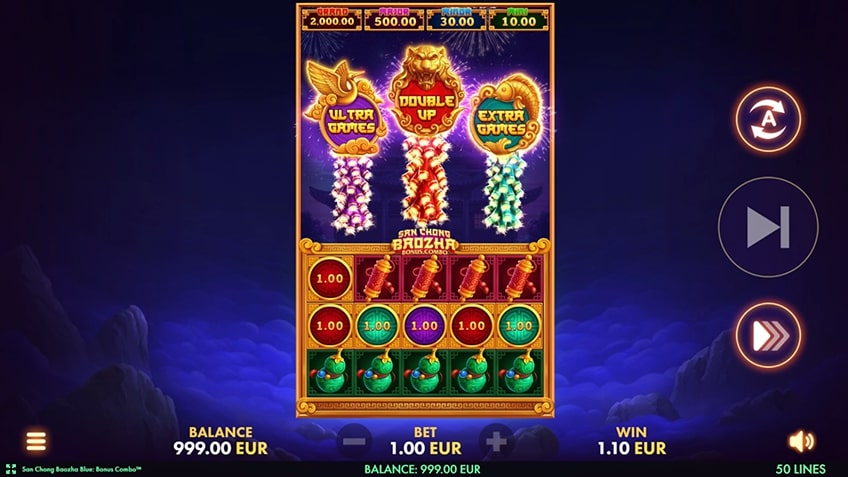 GRAND MAJOR MINOR MINI
2,000.00 500.00 30.00 10.00
ULTRA GAMES
DOUBLE UP
EXTRA GAMES
SAN CHONG
BAOZHA
BONUS COMBO
1.00
1.00 1.00 1.00 1.00 1.00
A
BALANCE
999.00 EUR
BET
1.00 EUR
WIN
1.10 EUR
San Chong Baozha Blue: Bonus Combo™
BALANCE: 999.00 EUR
50 LINES